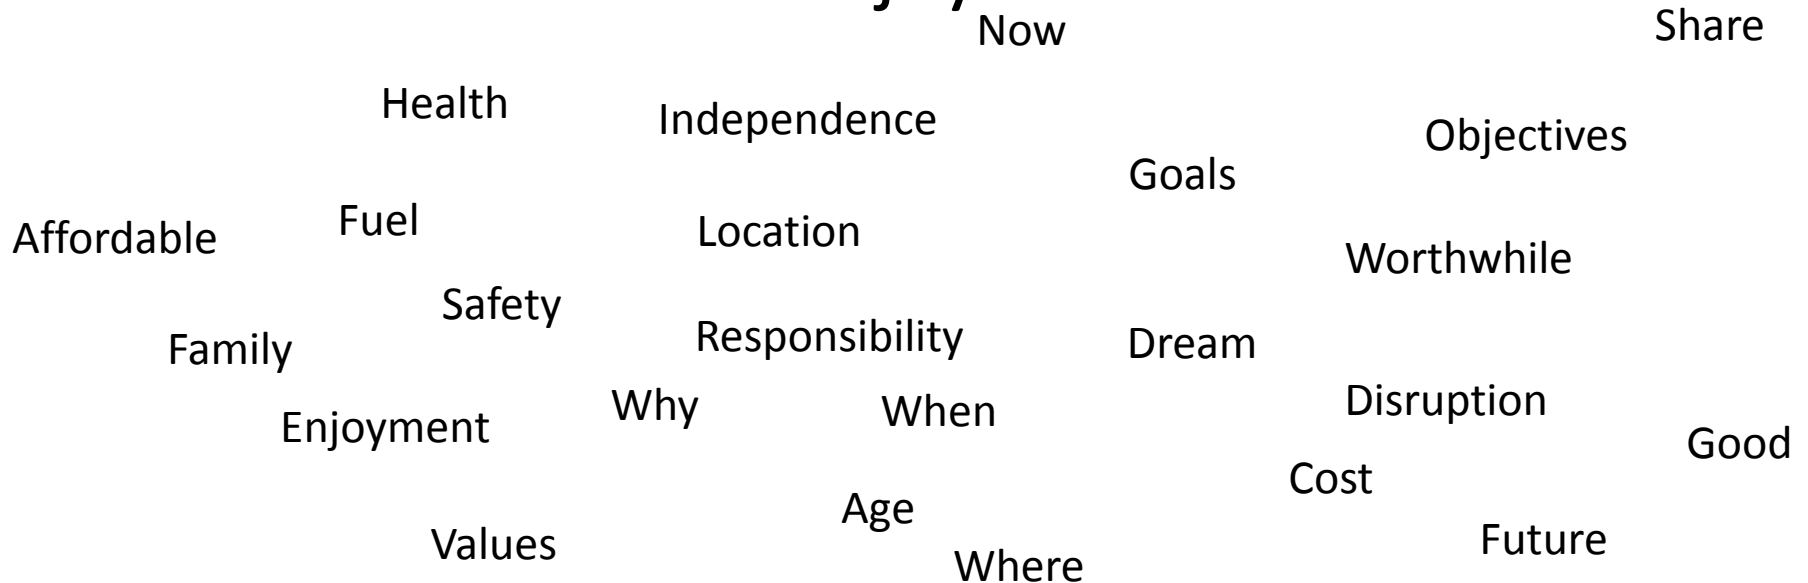 Now
Share
Health
Independence
Objectives
Goals
Affordable
Fuel
Location
Worthwhile
Safety
Family
Responsibility
Dream
Why
When
Disruption
Enjoyment
Good
Cost
Age
Values
Future
Where